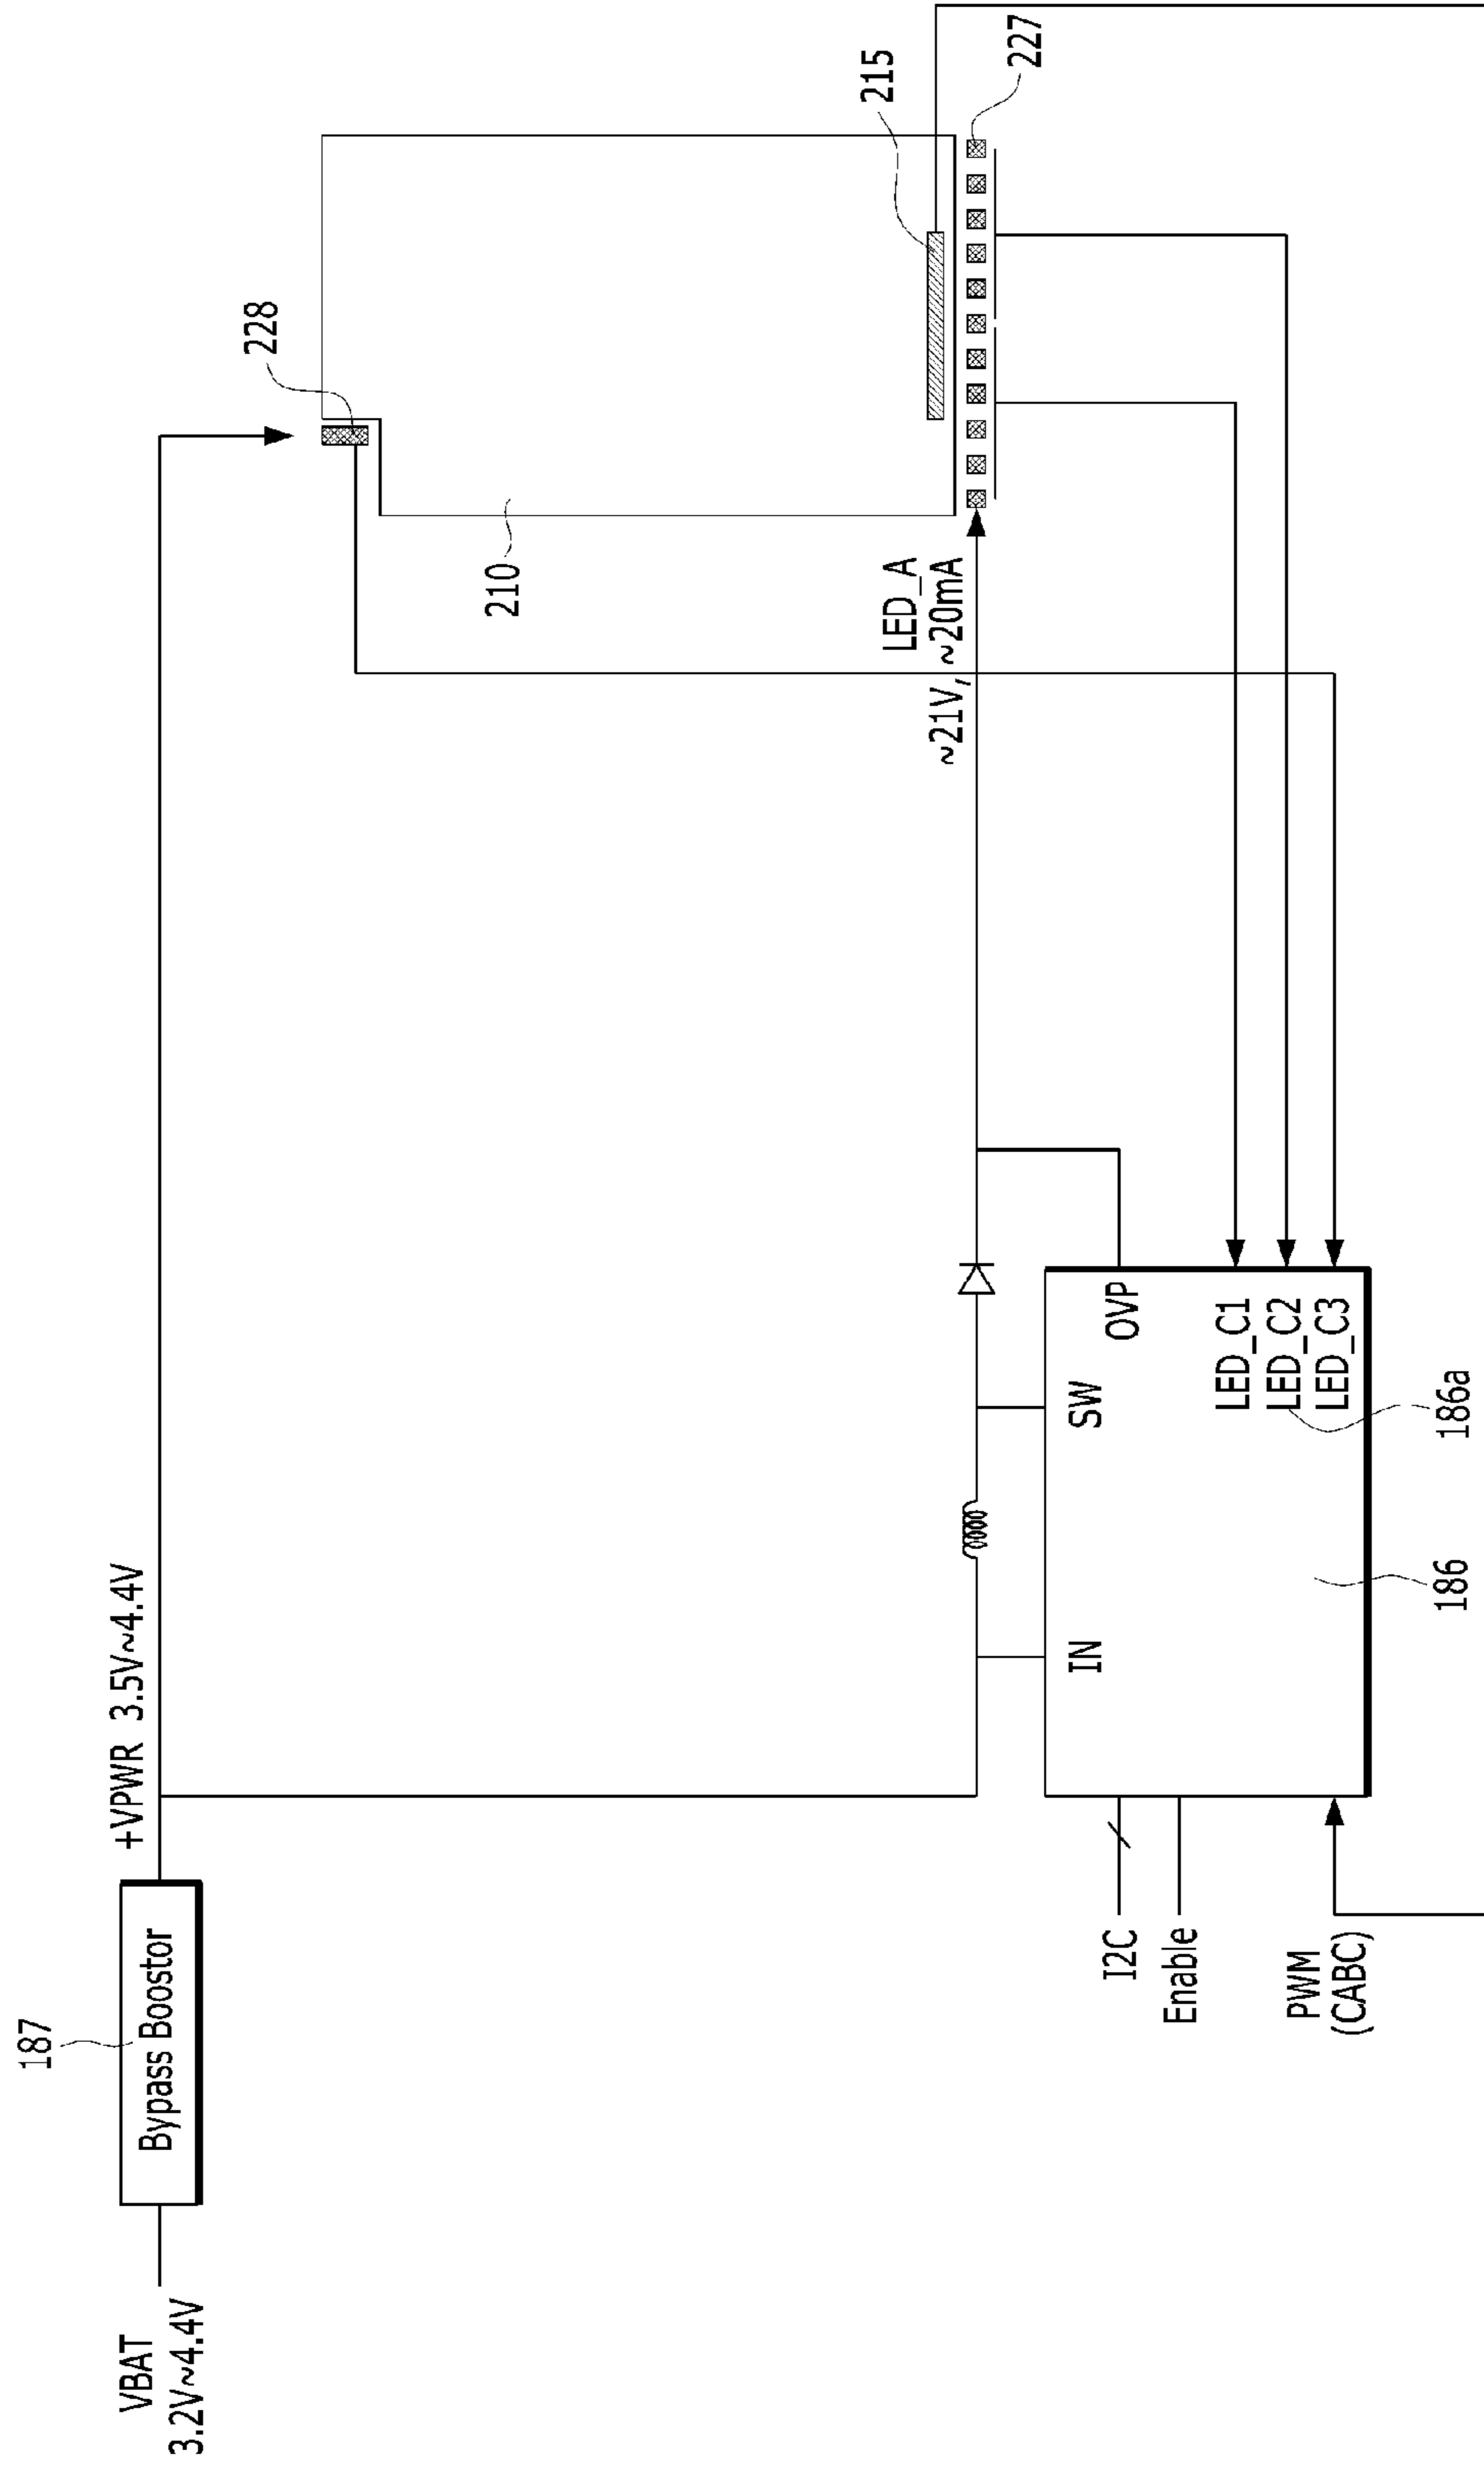 187
VBAT
3.2V~4.4V
Bypass Boostor
+VPWR 3.5V~4.4V
228
210
215
227
LED_A
~21V, ~20mA
I2C
Enable
PWM
(CABC)
IN
SW
OVP
LED_C1
LED_C2
LED_C3
186
186a